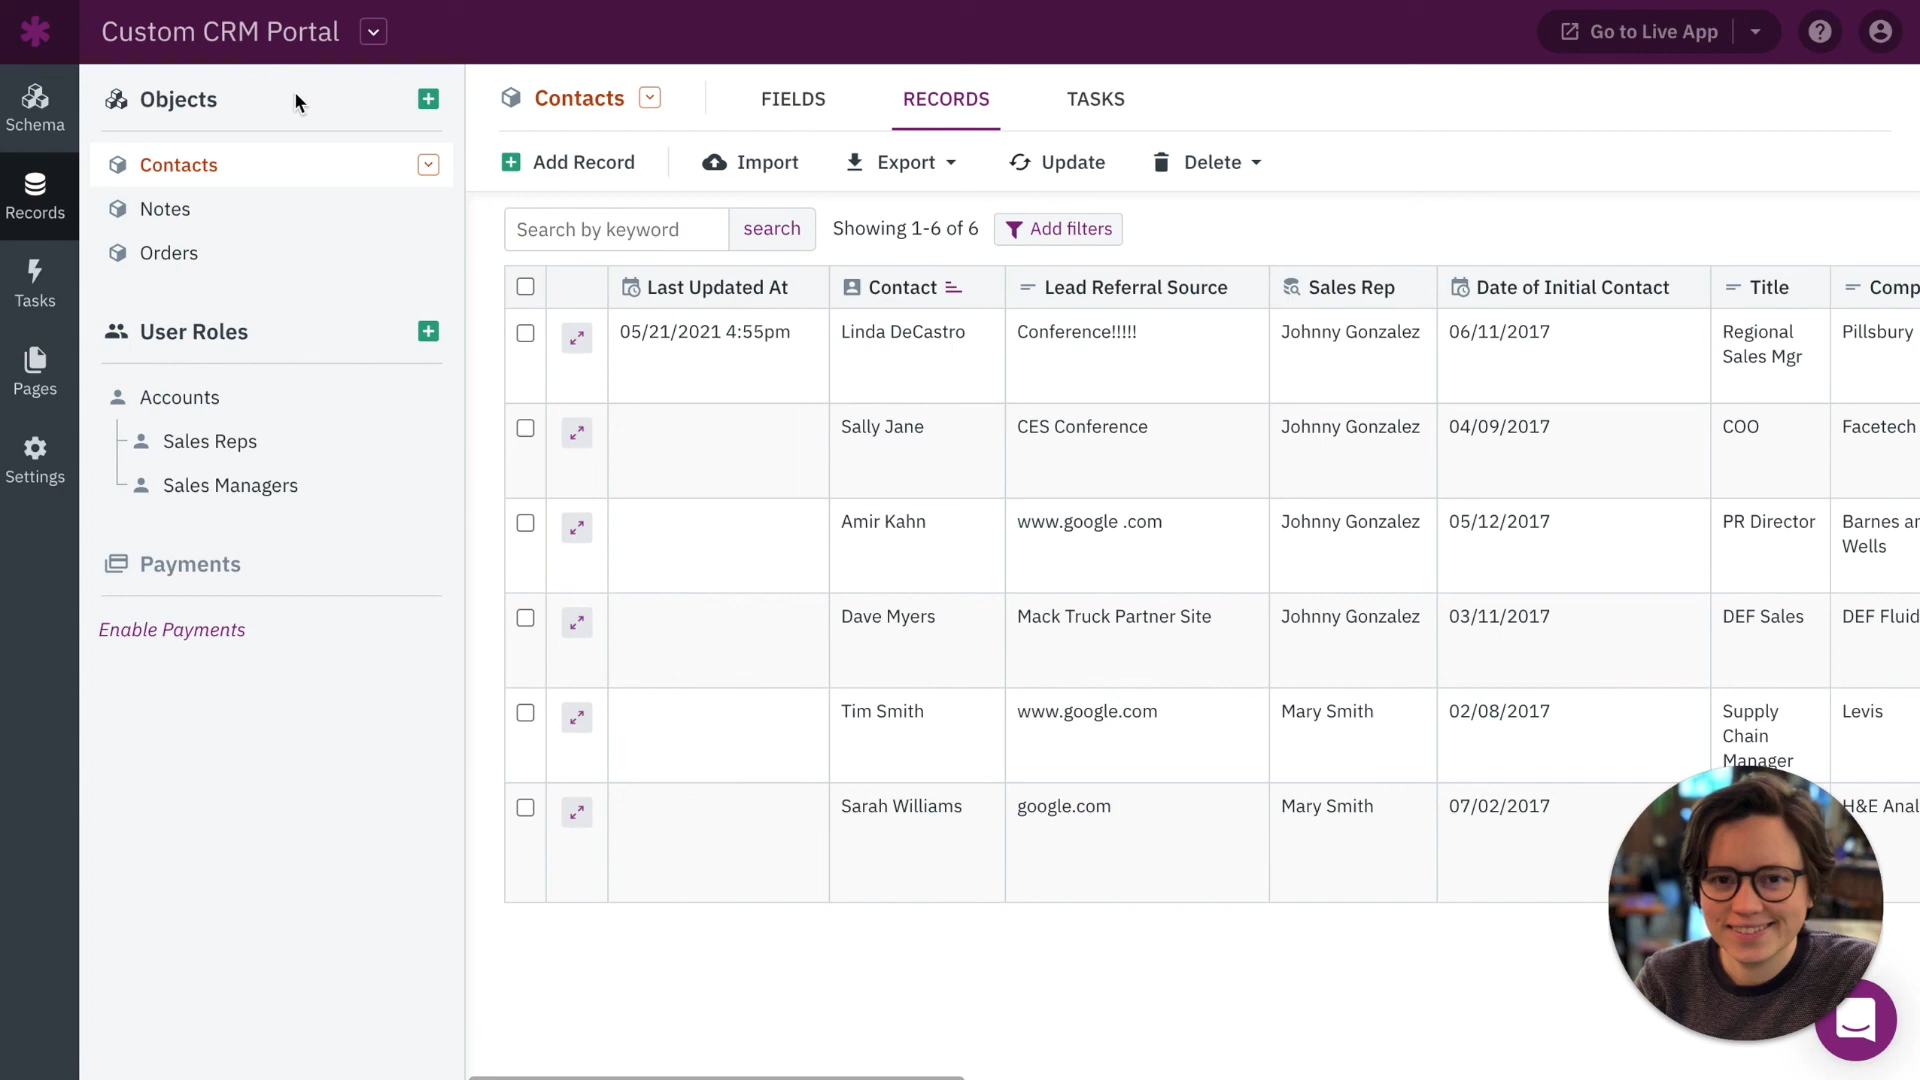 Custom CRM Portal
Go to Live App
Schema
Records
Tasks
Pages
Settings
Objects
Contacts
Notes
Orders
User Roles
Accounts
Sales Reps
Sales Managers
Payments
Enable Payments
Contacts
FIELDS
RECORDS
TASKS
Add Record
Import
Export
Update
Delete
Search by keyword
search
Showing 1-6 of 6
Add filters
Last Updated At
Contact
Lead Referral Source
Sales Rep
Date of Initial Contact
Title
Comp
05/21/2021 4:55pm
Linda DeCastro
Conference!!!!!
Johnny Gonzalez
06/11/2017
Regional
Sales Mgr
Pillsbury
Sally Jane
CES Conference
Johnny Gonzalez
04/09/2017
COO
Facetech
Amir Kahn
www.google .com
Johnny Gonzalez
05/12/2017
PR Director
Barnes an
Wells
Dave Myers
Mack Truck Partner Site
Johnny Gonzalez
03/11/2017
DEF Sales
DEF Fluid
Tim Smith
www.google.com
Mary Smith
02/08/2017
Supply
Chain
Manager
Levis
Sarah Williams
google.com
Mary Smith
07/02/2017
H&E Anal